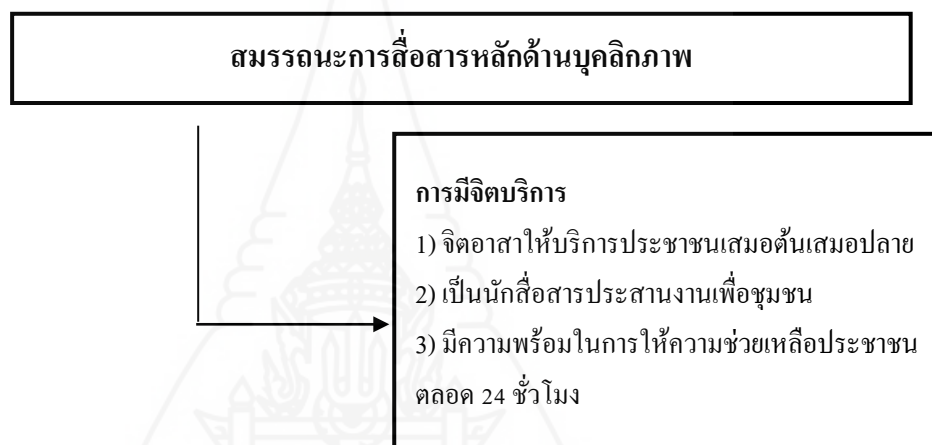 สมรรถนะการสื่อสารหลักด้านบุคลิกภาพ
การมีจิตบริการ
1) จิตอาสาให้บริการประชาชนเสมอต้นเสมอปลาย
2) เป็นนักสื่อสารประสานงานเพื่อชุมชน
3) มีความพร้อมในการให้ความช่วยเหลือประชาชน
ตลอด 24 ชั่วโมง